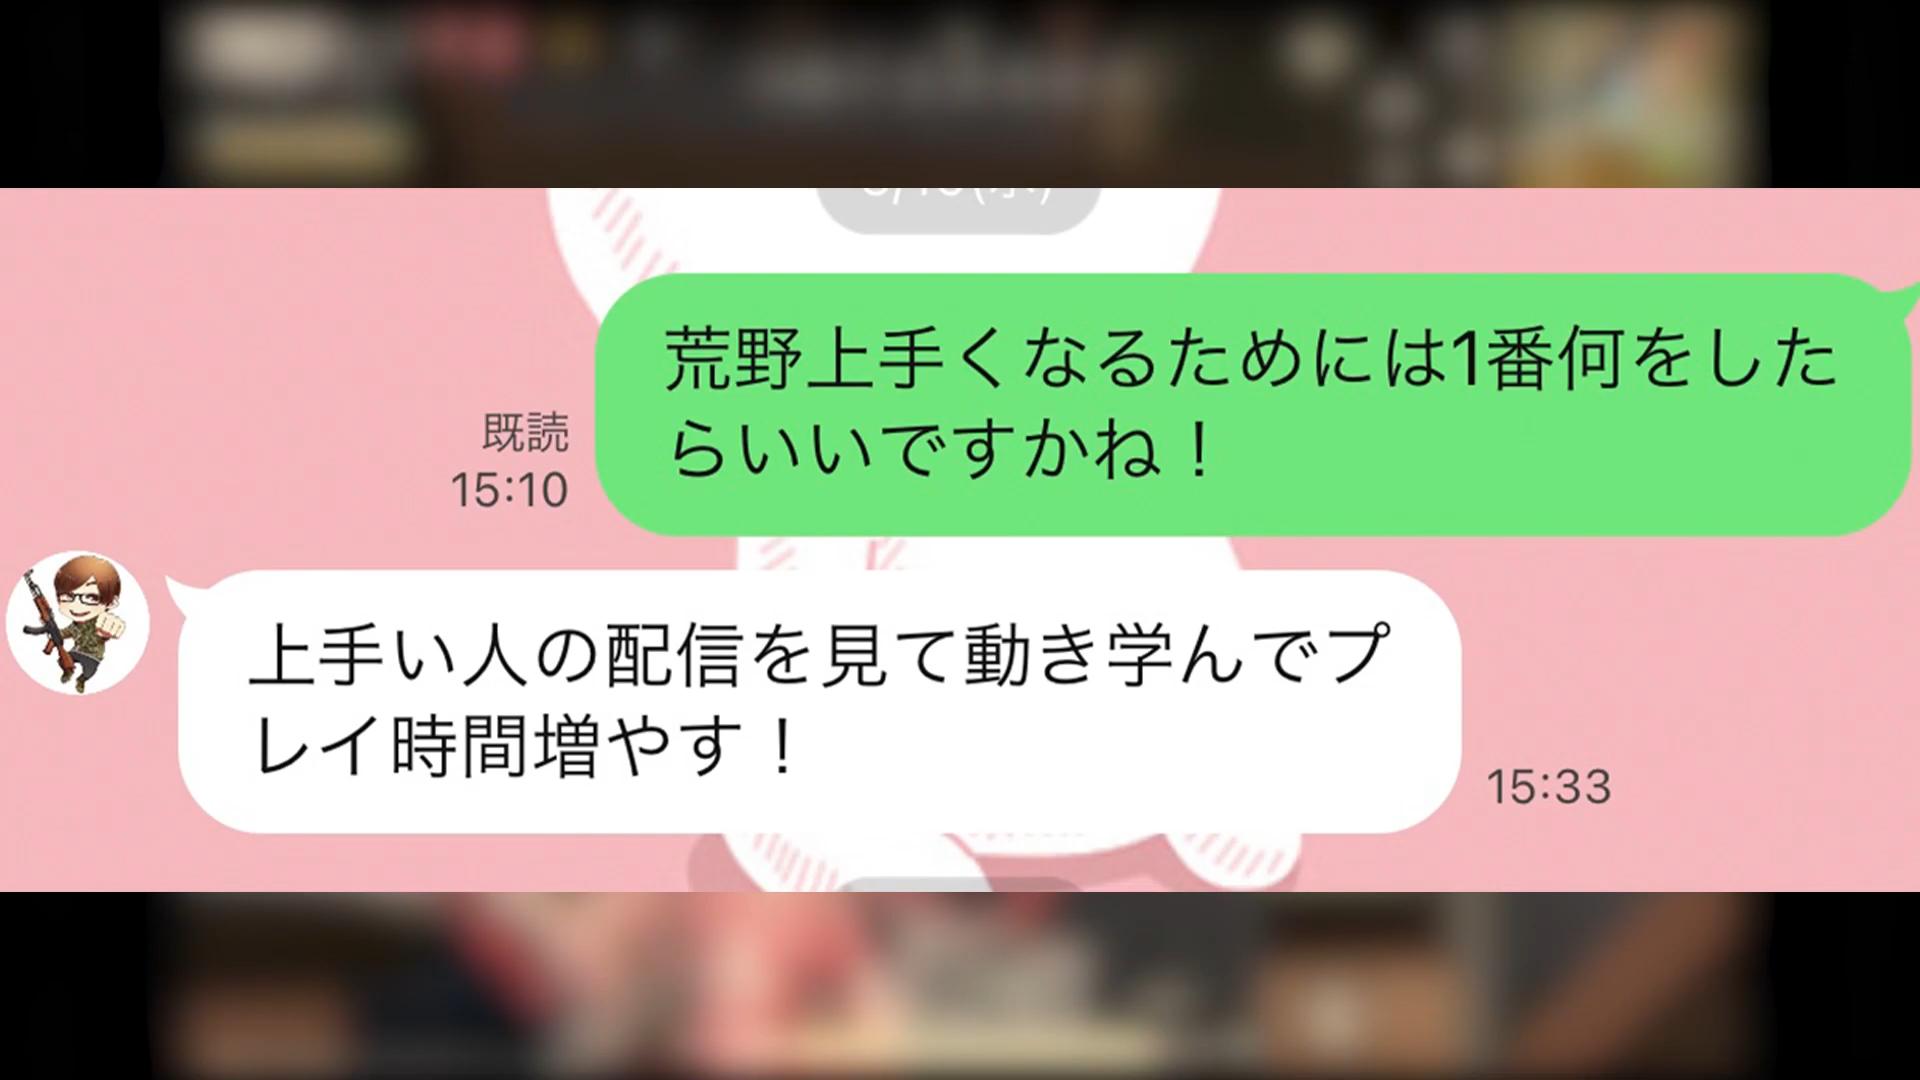 荒野上手くなるためには1番何をした
らいいですかね！
既読
15:10
上手い人の配信を見て動き学んでプ
レイ時間増やす！
15:33